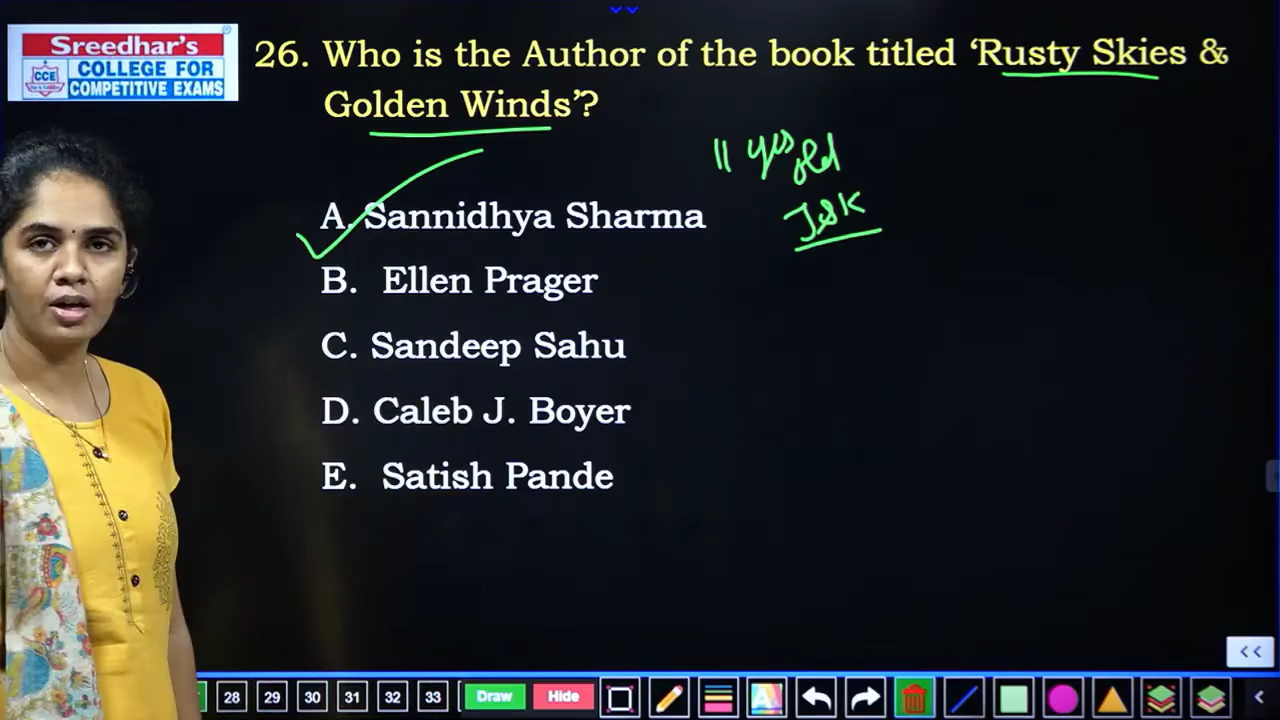 Sreedhar's
CCE
COLLEGE FOR
COMPETITIVE EXAMS
26. Who is the Author of the book titled ‘Rusty Skies &
Golden Winds’?
11 yrs old
J&K
A. Sannidhya Sharma
B. Ellen Prager
C. Sandeep Sahu
D. Caleb J. Boyer
E. Satish Pande
<<
28 29 30 31 32 33 Draw Hide A